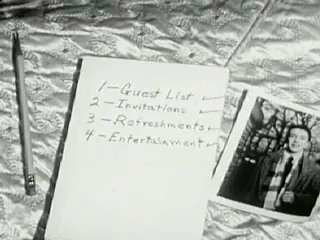 1 - Guest List ✓
2 - Invitations ✓
3 - Refreshments ✓
4 - Entertainment ✓